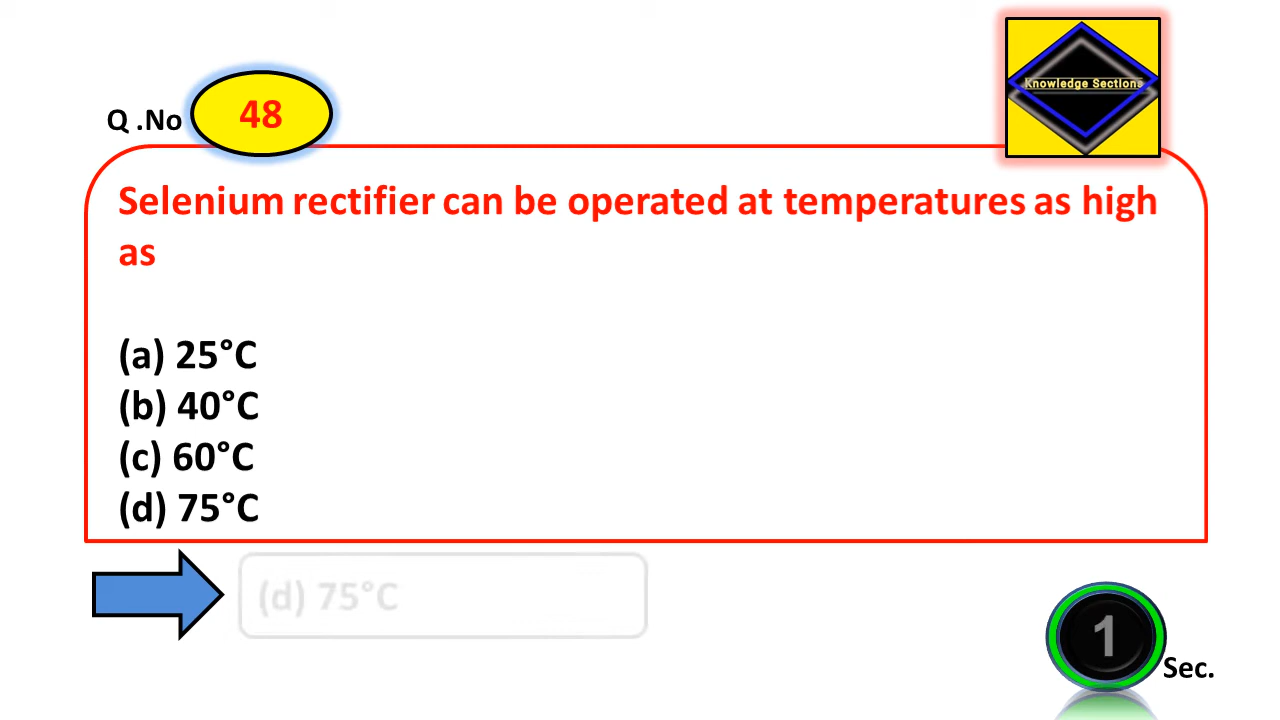 Knowledge Sections
Q .No 48
Selenium rectifier can be operated at temperatures as high
as
(a) 25°C
(b) 40°C
(c) 60°C
(d) 75°C
(d) 75°C
1
Sec.